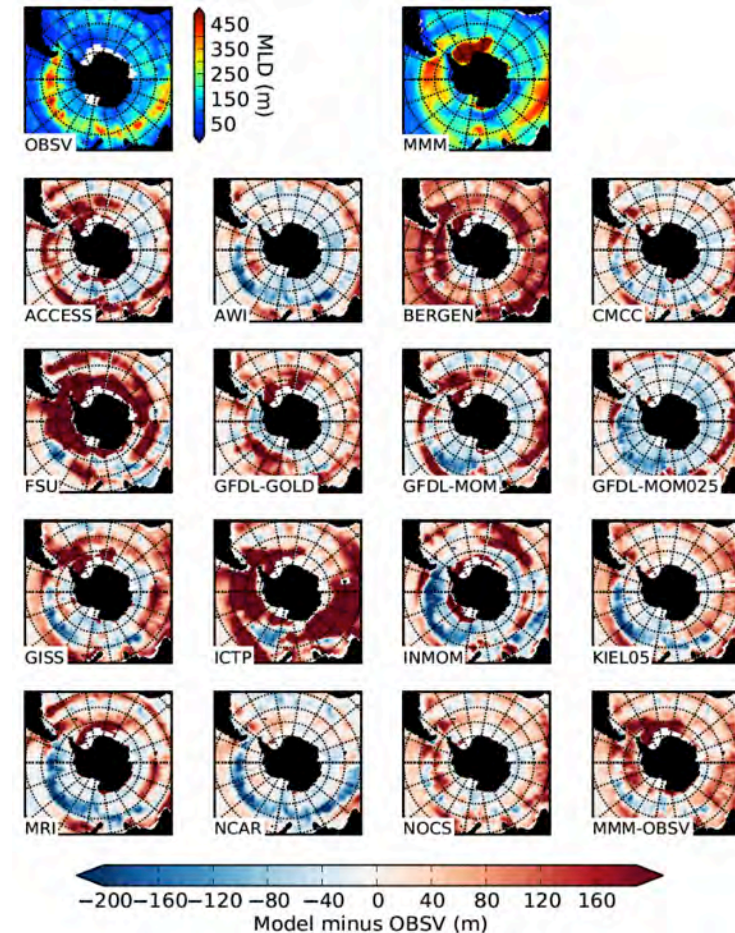 450
350
250
150
50
MLD (m)
OBSV
MMM
ACCESS
AWI
BERGEN
CMCC
FSU
GFDL-GOLD
GFDL-MOM
GFDL-MOM025
GISS
ICTP
INMOM
KIEL05
MRI
NCAR
NOCS
MMM-OBSV
−200 −160 −120 −80 −40 0 40 80 120 160
Model minus OBSV (m)